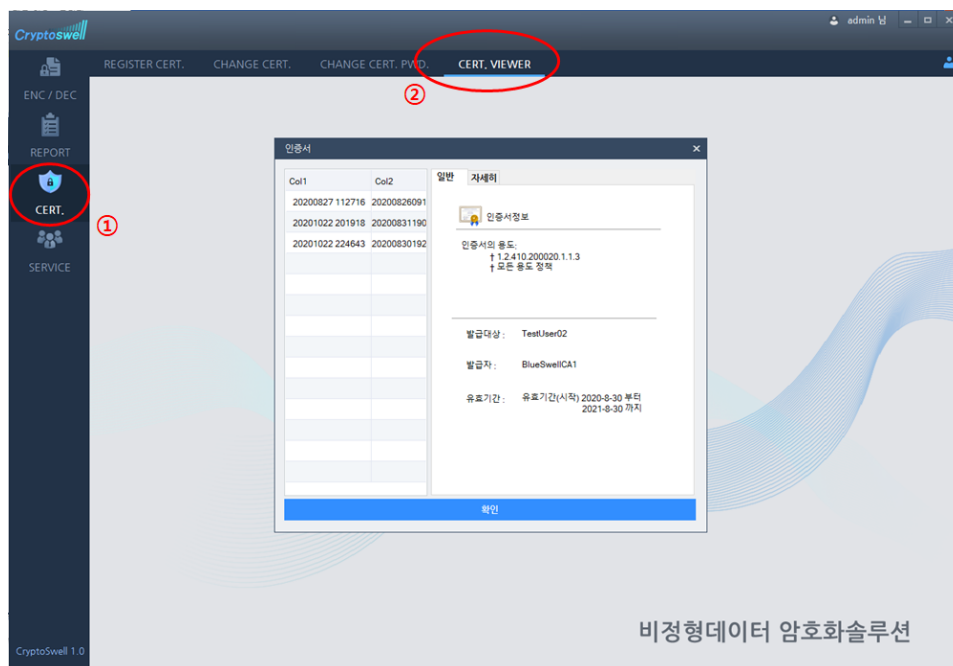 Cryptoswell
admin 님
REGISTER CERT. CHANGE CERT. CHANGE CERT. PWD. CERT. VIEWER
ENC / DEC
REPORT
CERT.
SERVICE
①
②
인증서
Col1 Col2
20200827 112716 20200826091
20201022 201918 20200831190
20201022 224643 20200830192
일반 자세히
인증서정보
인증서의 용도:
† 1.2.410.200020.1.1.3
† 모든 용도 정책
발급대상 : TestUser02
발급자 : BlueSwellCA1
유효기간 : 유효기간(시작) 2020-8-30 부터
2021-8-30 까지
확인
비정형데이터 암호화솔루션
CryptoSwell 1.0